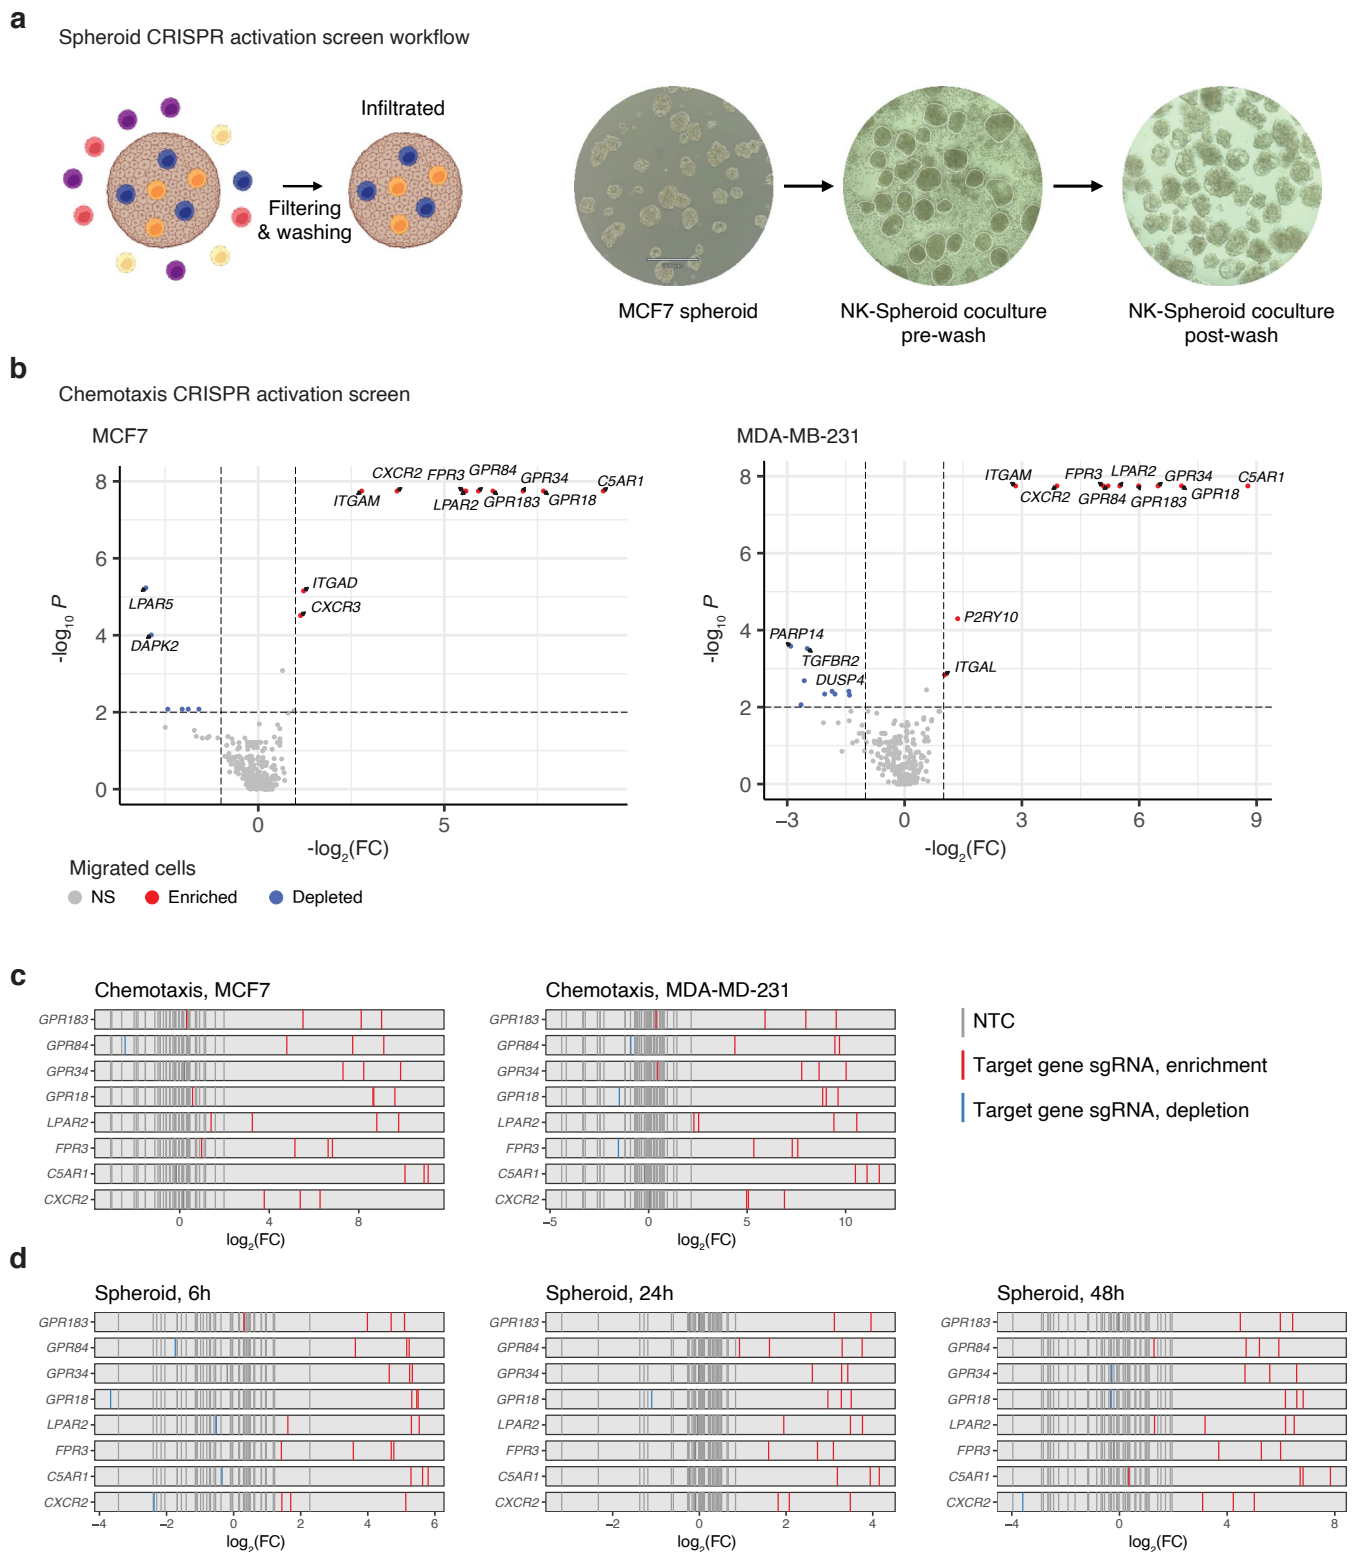 a
Spheroid CRISPR activation screen workflow
Infiltrated
Filtering
& washing
MCF7 spheroid
NK-Spheroid coculture
pre-wash
NK-Spheroid coculture
post-wash
b
Chemotaxis CRISPR activation screen
MCF7
-log10 P
8
6
4
2
0
CXCR2
FPR3
GPR84
GPR34
C5AR1
ITGAM
LPAR2
GPR183
GPR18
ITGAD
CXCR3
LPAR5
DAPK2
0
5
-log2(FC)
MDA-MB-231
-log10 P
8
6
4
2
0
ITGAM
FPR3
LPAR2
GPR34
C5AR1
CXCR2
GPR84
GPR183
GPR18
P2RY10
PARP14
TGFBR2
ITGAL
DUSP4
−3
0
3
6
9
-log2(FC)
Migrated cells
NS
Enriched
Depleted
c
Chemotaxis, MCF7
GPR183
GPR84
GPR34
GPR18
LPAR2
FPR3
C5AR1
CXCR2
0
4
8
log2(FC)
Chemotaxis, MDA-MD-231
GPR183
GPR84
GPR34
GPR18
LPAR2
FPR3
C5AR1
CXCR2
−5
0
5
10
log2(FC)
NTC
Target gene sgRNA, enrichment
Target gene sgRNA, depletion
d
Spheroid, 6h
GPR183
GPR84
GPR34
GPR18
LPAR2
FPR3
C5AR1
CXCR2
−4
−2
0
2
4
6
log2(FC)
Spheroid, 24h
GPR183
GPR84
GPR34
GPR18
LPAR2
FPR3
C5AR1
CXCR2
−2
0
2
4
log2(FC)
Spheroid, 48h
GPR183
GPR84
GPR34
GPR18
LPAR2
FPR3
C5AR1
CXCR2
−4
0
4
8
log2(FC)